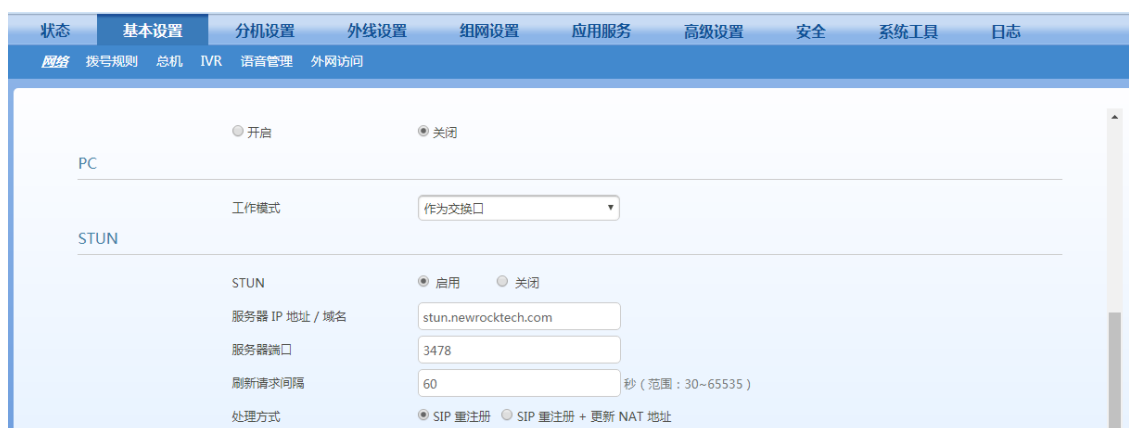 状态 基本设置 分机设置 外线设置 组网设置 应用服务 高级设置 安全 系统工具 日志
网络 拨号规则 总机 IVR 语音管理 外网访问
开启 关闭
PC
工作模式 作为交换口
STUN
STUN 启用 关闭
服务器 IP 地址 / 域名 stun.newrocktech.com
服务器端口 3478
刷新请求间隔 60 秒 ( 范围 : 30~65535 )
处理方式 SIP 重注册 SIP 重注册 + 更新 NAT 地址